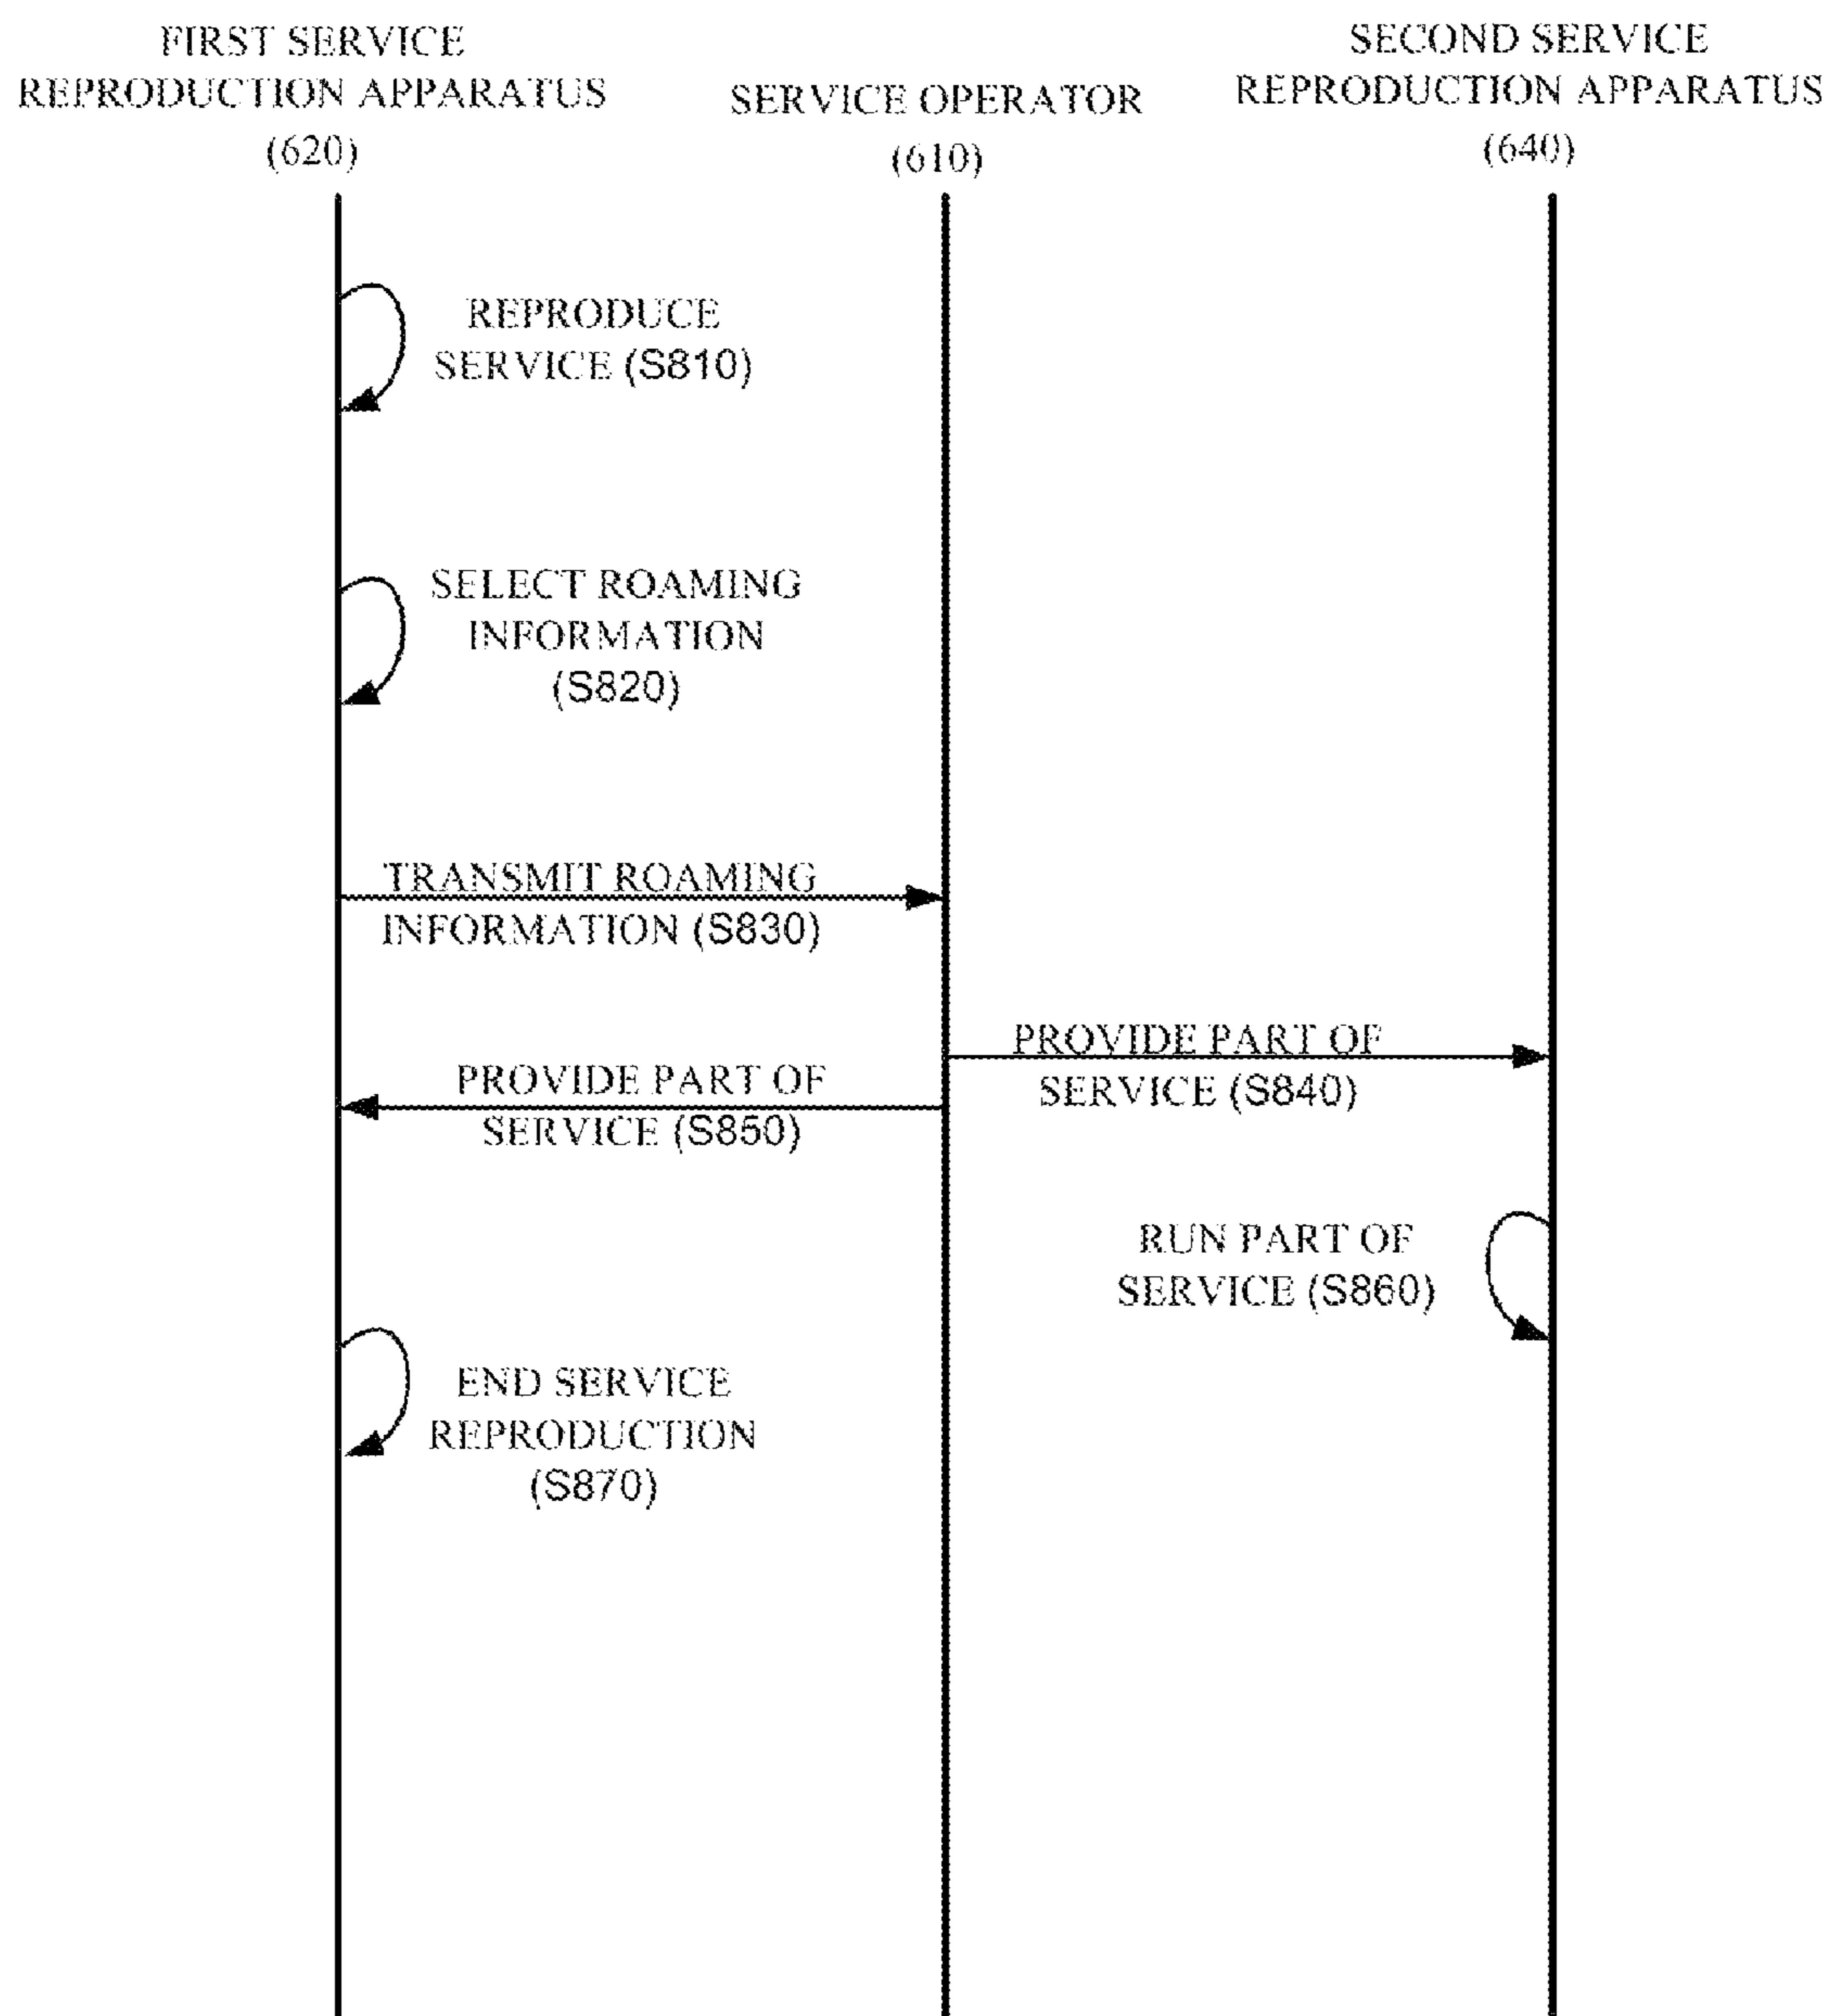 FIRST SERVICE
REPRODUCTION APPARATUS
(620)
SERVICE OPERATOR
(610)
SECOND SERVICE
REPRODUCTION APPARATUS
(640)
REPRODUCE
SERVICE (S810)
SELECT ROAMING
INFORMATION
(S820)
TRANSMIT ROAMING
INFORMATION (S830)
PROVIDE PART OF
SERVICE (S840)
PROVIDE PART OF
SERVICE (S850)
RUN PART OF
SERVICE (S860)
END SERVICE
REPRODUCTION
(S870)